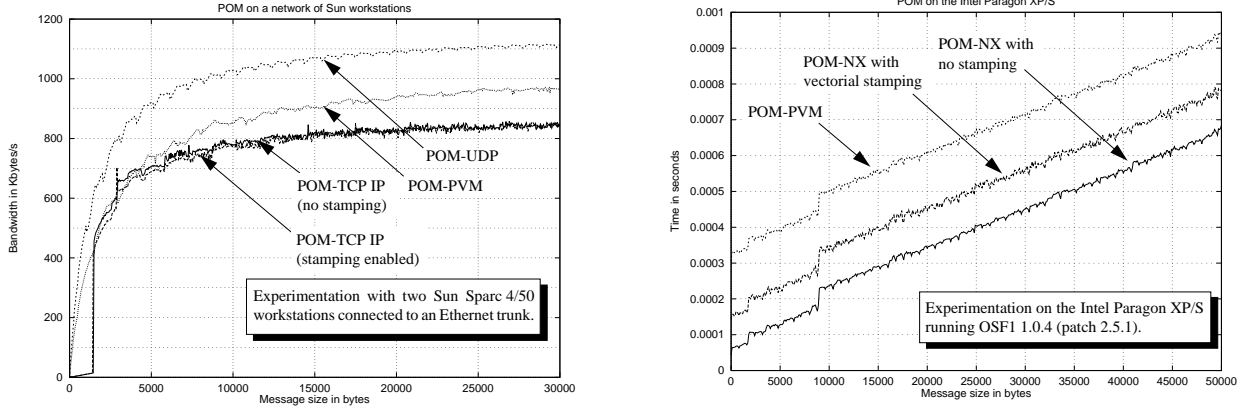 POM on a network of Sun workstations
1200
1000
800
600
400
200
0
Bandwidth in Kbytes/s
POM-UDP
POM-TCP IP
(no stamping)
POM-PVM
POM-TCP IP
(stamping enabled)
Experimentation with two Sun Sparc 4/50
workstations connected to an Ethernet trunk.
0
5000
10000
15000
20000
25000
30000
Message size in bytes
POM on the Intel Paragon XP/S
0.001
0.0009
0.0008
0.0007
0.0006
0.0005
0.0004
0.0003
0.0002
0.0001
0
Time in seconds
POM-NX with
no stamping
POM-NX with
vectorial stamping
POM-PVM
Experimentation on the Intel Paragon XP/S
running OSF1 1.0.4 (patch 2.5.1).
0
5000
10000
15000
20000
25000
30000
35000
40000
45000
50000
Message size in bytes